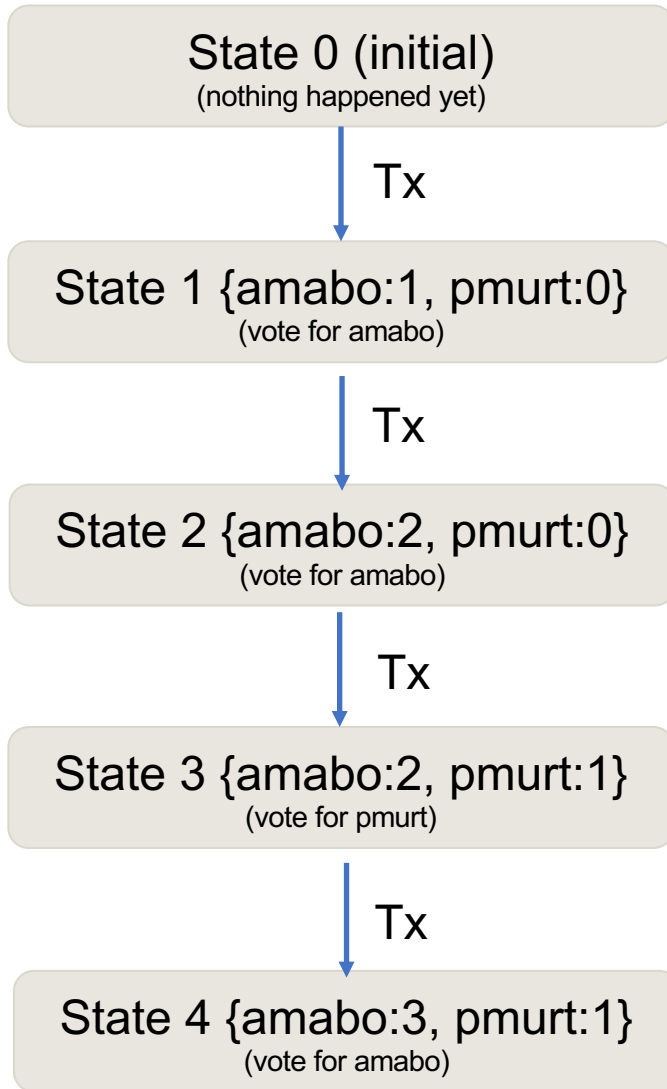 State 0 (initial)
(nothing happened yet)
Tx
State 1 {amabo:1, pmurt:0}
(vote for amabo)
Tx
State 2 {amabo:2, pmurt:0}
(vote for amabo)
Tx
State 3 {amabo:2, pmurt:1}
(vote for pmurt)
Tx
State 4 {amabo:3, pmurt:1}
(vote for amabo)